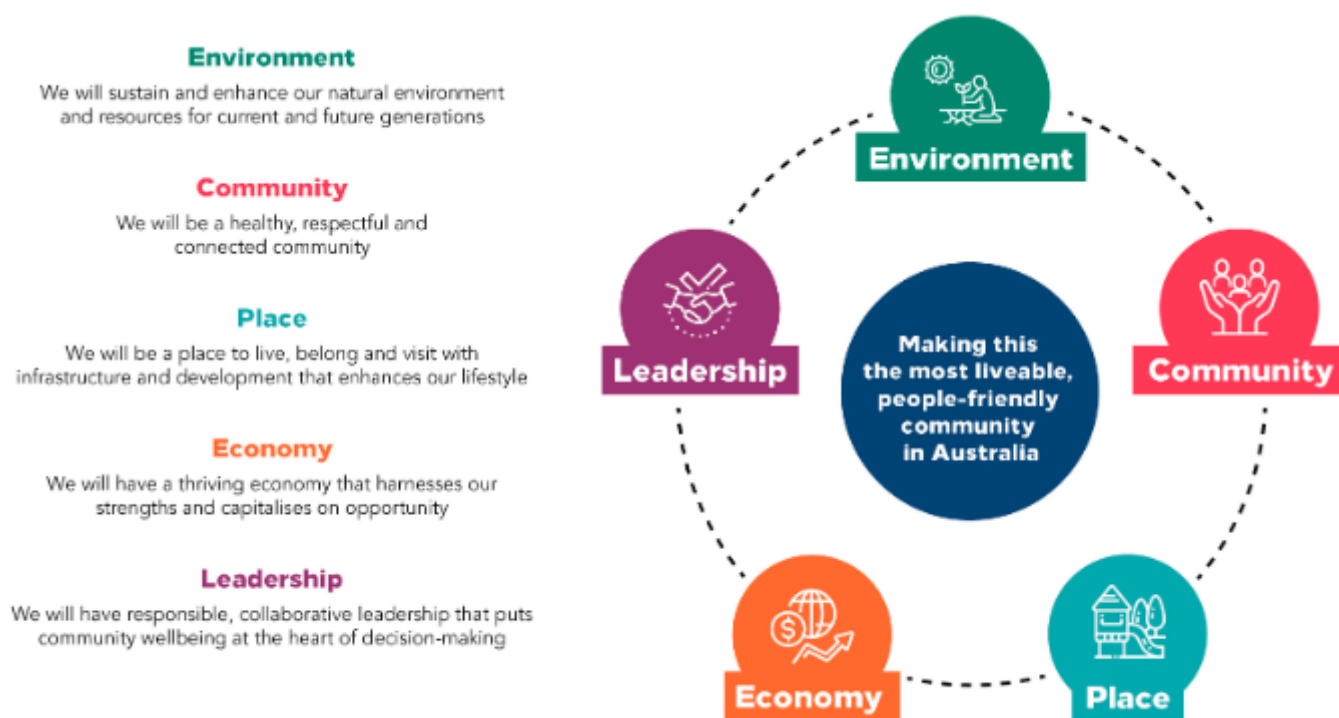 Environment
We will sustain and enhance our natural environment
and resources for current and future generations
Community
We will be a healthy, respectful and
connected community
Place
We will be a place to live, belong and visit with
infrastructure and development that enhances our lifestyle
Economy
We will have a thriving economy that harnesses our
strengths and capitalises on opportunity
Leadership
We will have responsible, collaborative leadership that puts
community wellbeing at the heart of decision-making
Environment
Community
Place
$
Economy
Leadership
Making this
the most liveable,
people-friendly
community
in Australia